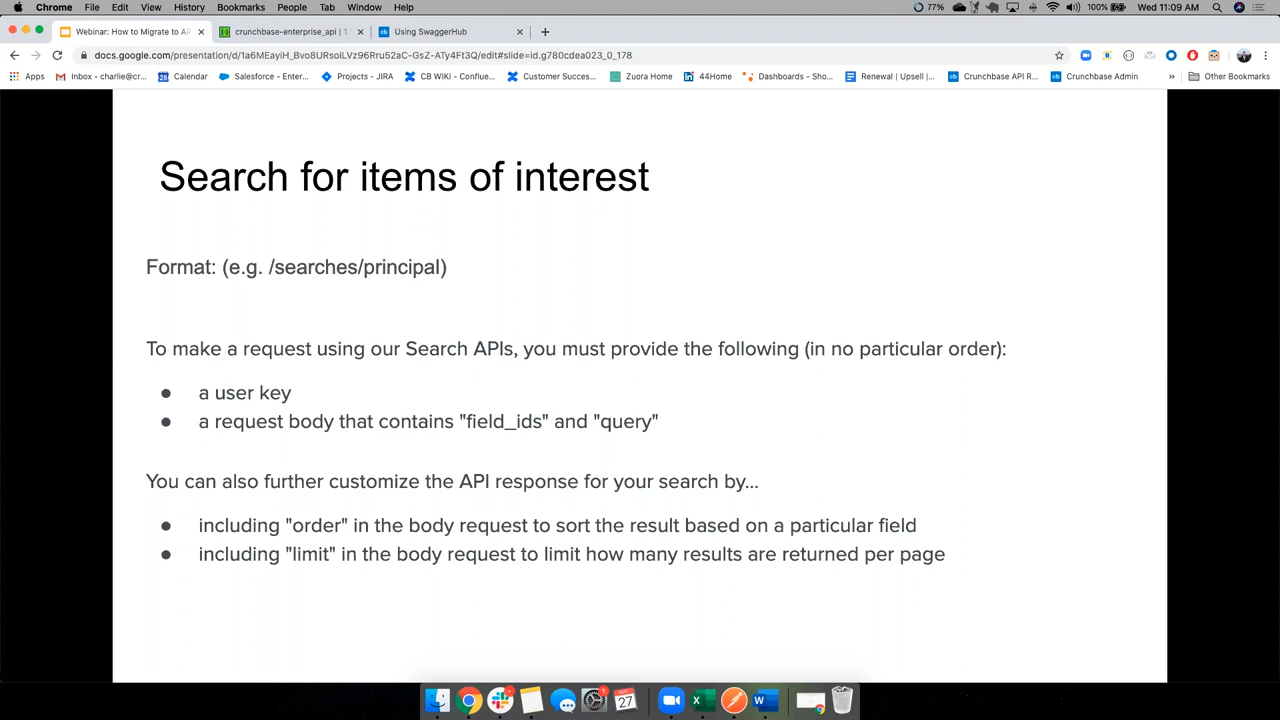 Chrome File Edit View History Bookmarks People Tab Window Help 77% 100% Wed 11:09 AM
Webinar: How to Migrate to AP crunchbase-enterprise_api | 1. Using SwaggerHub
docs.google.com/presentation/d/1a6MEayiH_Bvo8URsoiLVz96Rru52aC-GsZ-ATy4Ft3Q/edit#slide=id.g780cdea023_0_178
Apps Inbox - charlie@cr... Calendar Salesforce - Enter... Projects - JIRA CB WIKI - Conflue... Customer Succes... Zuora Home 44Home Dashboards - Sho... Renewal | Upsell |... Crunchbase API R... Crunchbase Admin » Other Bookmarks
Search for items of interest
Format: (e.g. /searches/principal)
To make a request using our Search APIs, you must provide the following (in no particular order):
● a user key
● a request body that contains "field_ids" and "query"
You can also further customize the API response for your search by...
● including "order" in the body request to sort the result based on a particular field
● including "limit" in the body request to limit how many results are returned per page
27